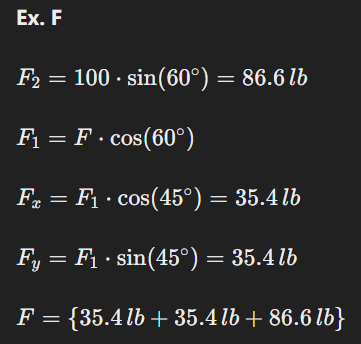 Ex. F
F₂ = 100 · sin(60°) = 86.6 lb
F₁ = F · cos(60°)
Fₓ = F₁ · cos(45°) = 35.4 lb
F_y = F₁ · sin(45°) = 35.4 lb
F = {35.4 lb + 35.4 lb + 86.6 lb}